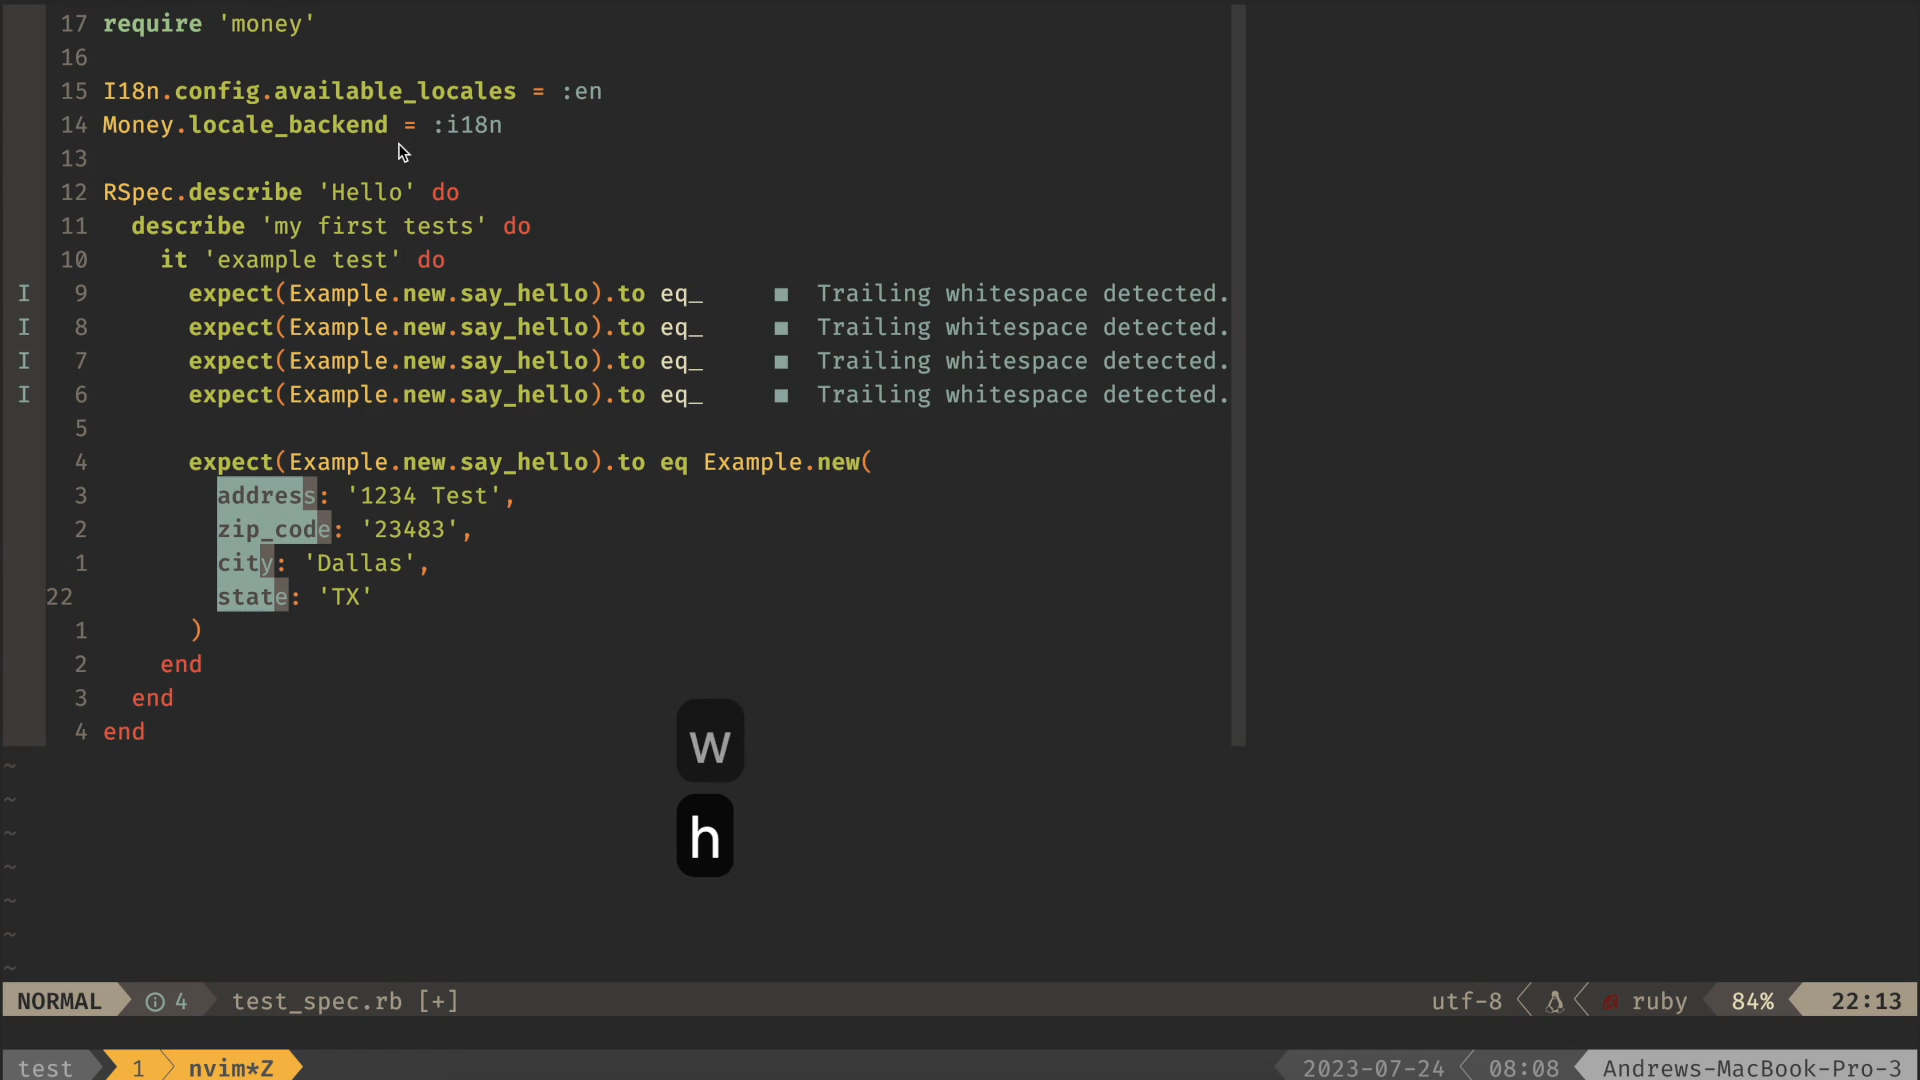 17 require 'money'
16
15 I18n.config.available_locales = :en
14 Money.locale_backend = :i18n
13
12 RSpec.describe 'Hello' do
11 describe 'my first tests' do
10 it 'example test' do
I 9 expect(Example.new.say_hello).to eq_ ■ Trailing whitespace detected.
I 8 expect(Example.new.say_hello).to eq_ ■ Trailing whitespace detected.
I 7 expect(Example.new.say_hello).to eq_ ■ Trailing whitespace detected.
I 6 expect(Example.new.say_hello).to eq_ ■ Trailing whitespace detected.
5
4 expect(Example.new.say_hello).to eq Example.new(
3 address: '1234 Test',
2 zip_code: '23483',
1 city: 'Dallas',
22 state: 'TX'
1 )
2 end
3 end
4 end
w
h
~
~
~
~
~
~
~
NORMAL 4 test_spec.rb [+] utf-8 ruby 84% 22:13
test 1 nvim*Z 2023-07-24 08:08 Andrews-MacBook-Pro-3